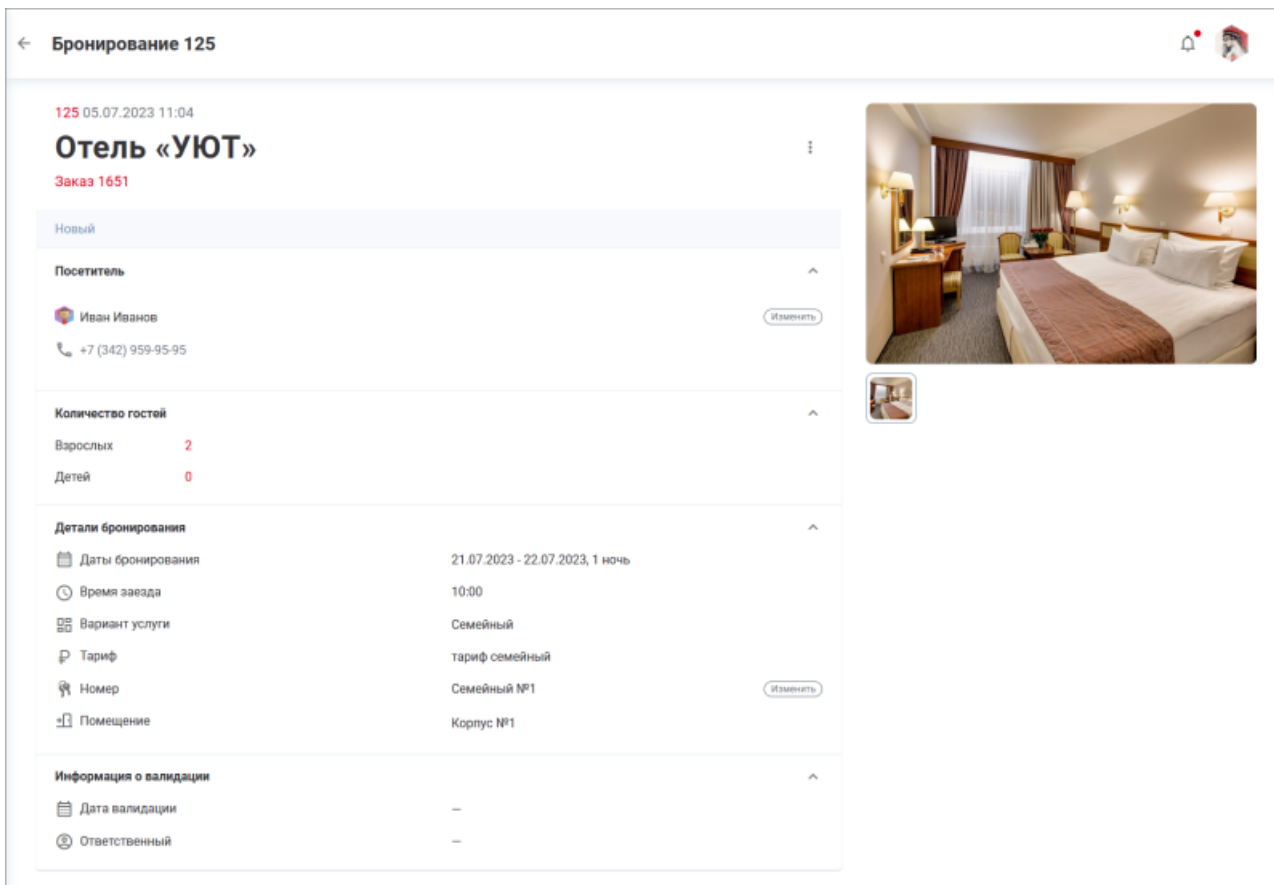 Бронирование 125
125 05.07.2023 11:04
Отель «УЮТ»
Заказ 1651
Новый
Посетитель
Иван Иванов
Изменить
+7 (342) 959-95-95
Количество гостей
Взрослых 2
Детей 0
Детали бронирования
Даты бронирования 21.07.2023 - 22.07.2023, 1 ночь
Время заезда 10:00
Вариант услуги Семейный
Тариф тариф семейный
Номер Семейный №1 Изменить
Помещение Корпус №1
Информация о валидации
Дата валидации —
Ответственный —